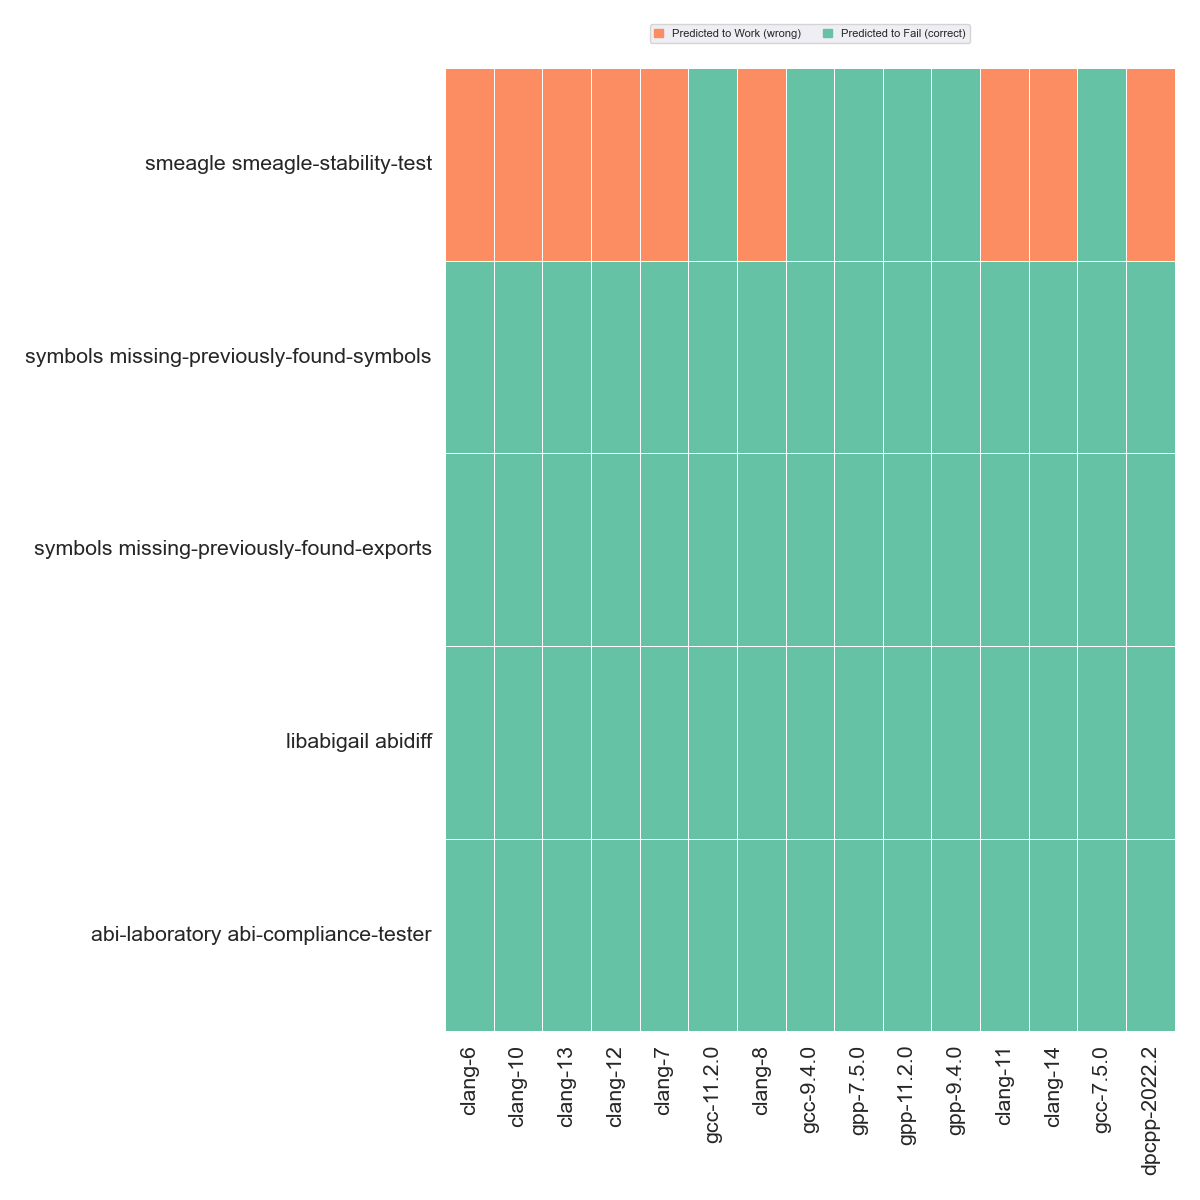 Predicted to Work (wrong) Predicted to Fail (correct)
smeagle smeagle-stability-test
symbols missing-previously-found-symbols
symbols missing-previously-found-exports
libabigail abidiff
abi-laboratory abi-compliance-tester
clang-6
clang-10
clang-13
clang-12
clang-7
gcc-11.2.0
clang-8
gcc-9.4.0
gpp-7.5.0
gpp-11.2.0
gpp-9.4.0
clang-11
clang-14
gcc-7.5.0
dpcpp-2022.2